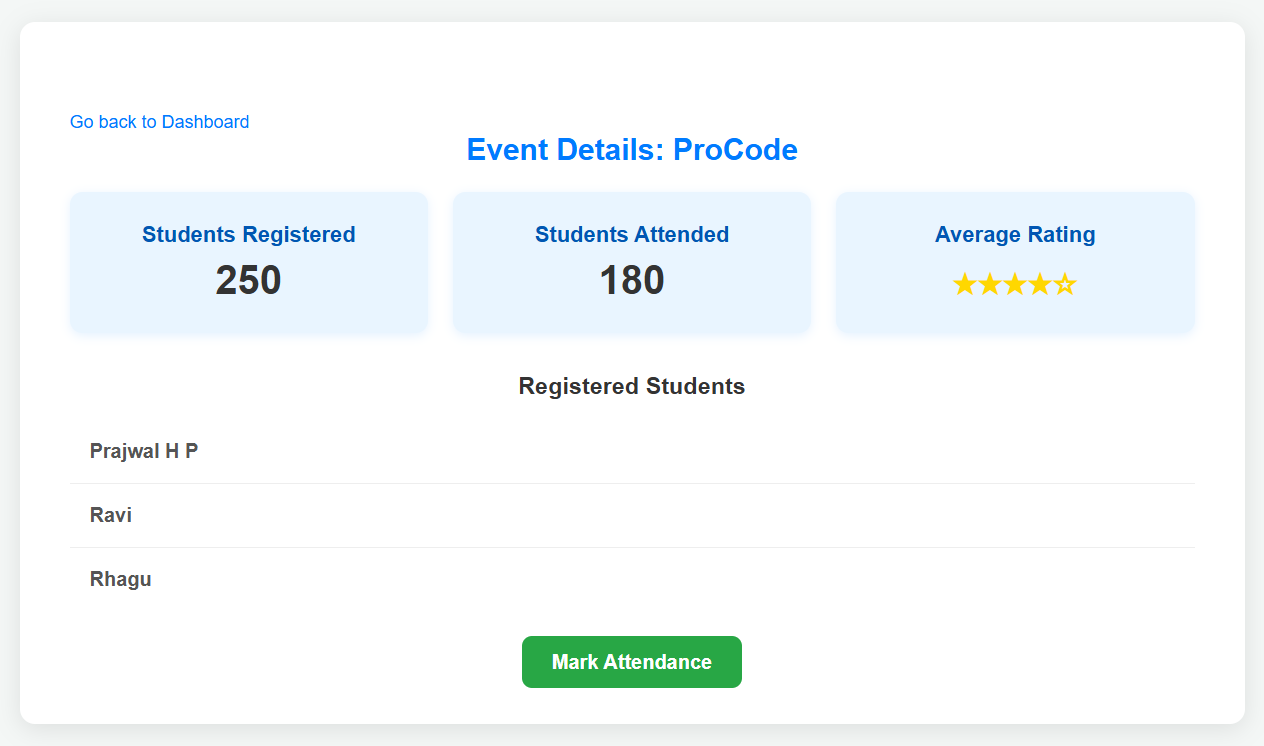 Go back to Dashboard
Event Details: ProCode
Students Registered
250
Students Attended
180
Average Rating
★★★★☆
Registered Students
Prajwal H P
Ravi
Rhagu
Mark Attendance